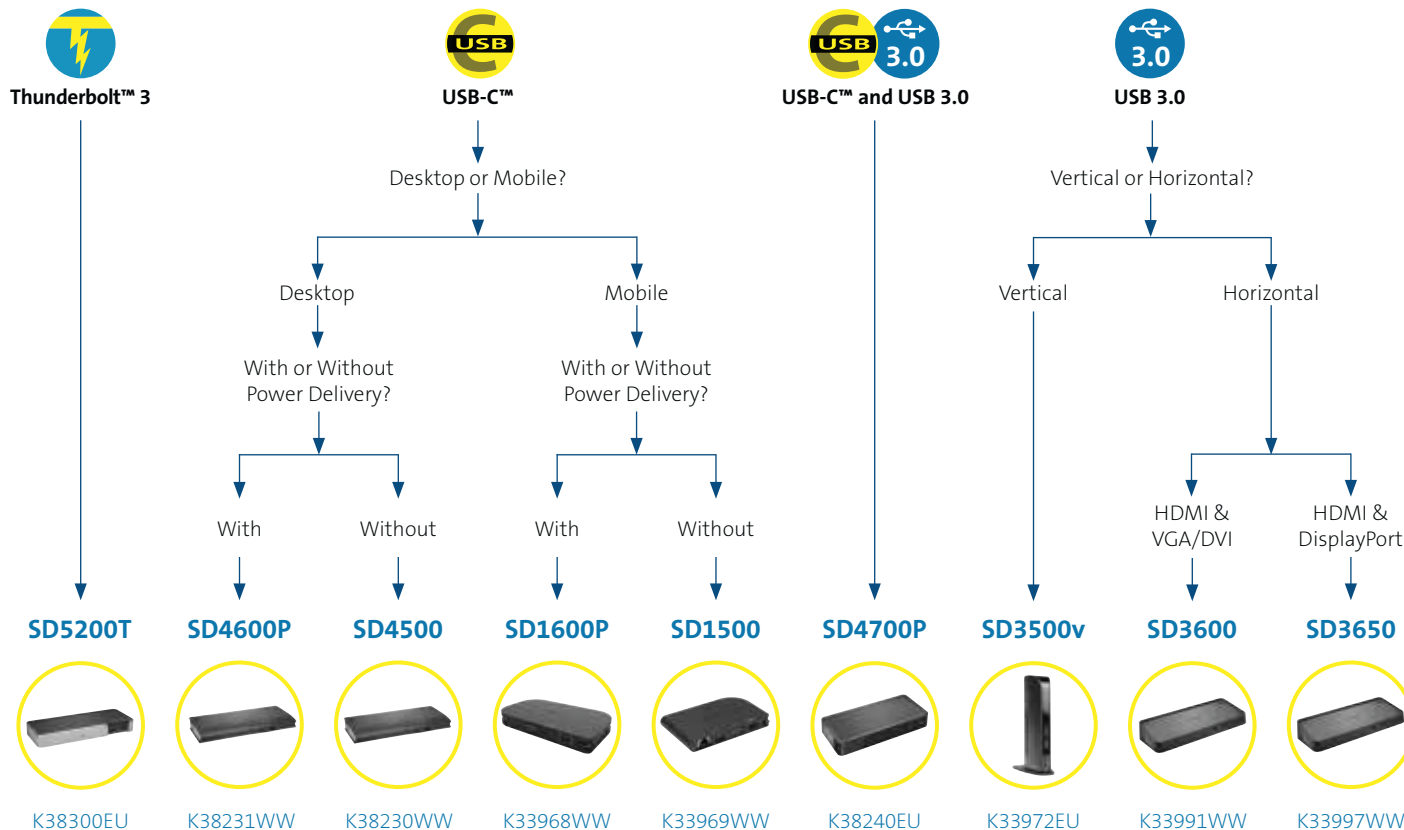 USB
USB
3.0
3.0
Thunderbolt™ 3
USB-C™
USB-C™ and USB 3.0
USB 3.0
Desktop or Mobile?
Vertical or Horizontal?
Desktop
Mobile
Vertical
Horizontal
With or Without
Power Delivery?
With or Without
Power Delivery?
With
Without
With
Without
HDMI &
VGA/DVI
HDMI &
DisplayPort
SD5200T
SD4600P
SD4500
SD1600P
SD1500
SD4700P
SD3500v
SD3600
SD3650
K38300EU
K38231WW
K38230WW
K33968WW
K33969WW
K38240EU
K33972EU
K33991WW
K33997WW